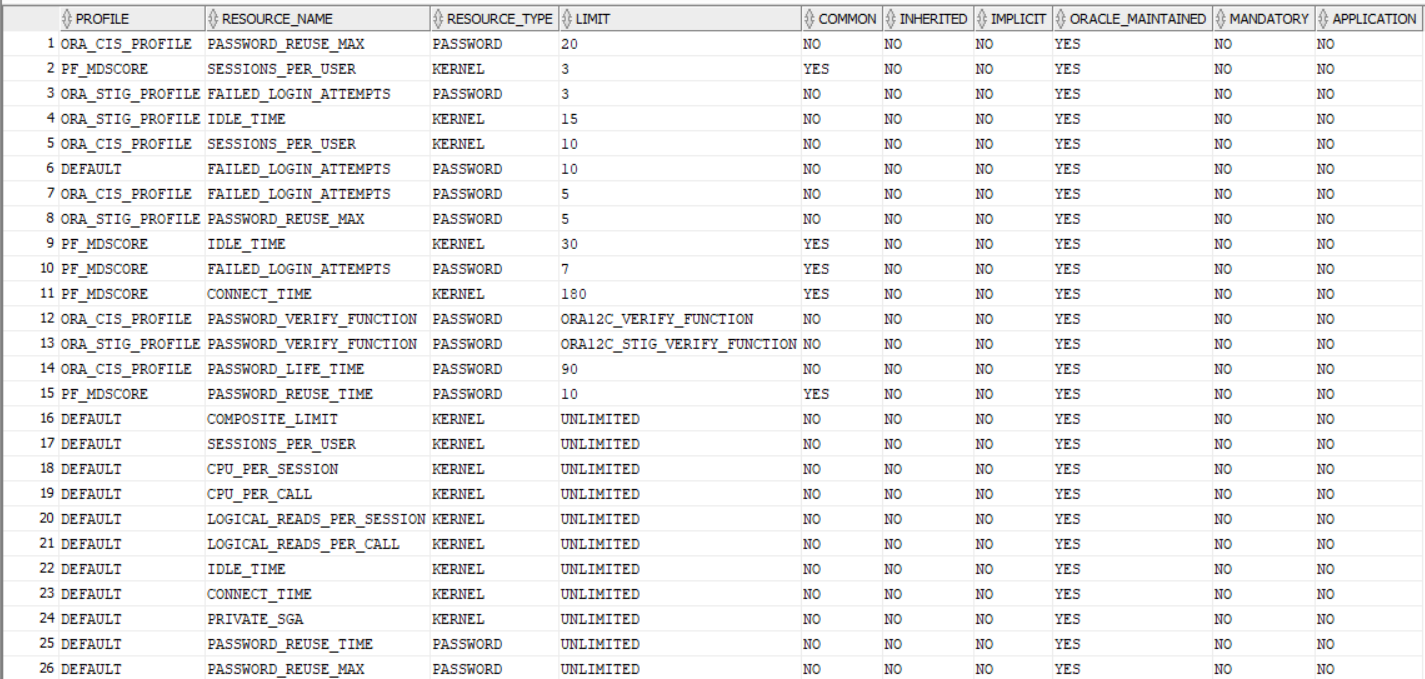 PROFILE RESOURCE_NAME RESOURCE_TYPE LIMIT COMMON INHERITED IMPLICIT ORACLE_MAINTAINED MANDATORY APPLICATION
1 ORA_CIS_PROFILE PASSWORD_REUSE_MAX PASSWORD 20 NO NO NO YES NO NO
2 PF_MDSCORE SESSIONS_PER_USER KERNEL 3 YES NO NO YES NO NO
3 ORA_STIG_PROFILE FAILED_LOGIN_ATTEMPTS PASSWORD 3 NO NO NO YES NO NO
4 ORA_STIG_PROFILE IDLE_TIME KERNEL 15 NO NO NO YES NO NO
5 ORA_CIS_PROFILE SESSIONS_PER_USER KERNEL 10 NO NO NO YES NO NO
6 DEFAULT FAILED_LOGIN_ATTEMPTS PASSWORD 10 NO NO NO YES NO NO
7 ORA_CIS_PROFILE FAILED_LOGIN_ATTEMPTS PASSWORD 5 NO NO NO YES NO NO
8 ORA_STIG_PROFILE PASSWORD_REUSE_MAX PASSWORD 5 NO NO NO YES NO NO
9 PF_MDSCORE IDLE_TIME KERNEL 30 YES NO NO YES NO NO
10 PF_MDSCORE FAILED_LOGIN_ATTEMPTS PASSWORD 7 YES NO NO YES NO NO
11 PF_MDSCORE CONNECT_TIME KERNEL 180 YES NO NO YES NO NO
12 ORA_CIS_PROFILE PASSWORD_VERIFY_FUNCTION PASSWORD ORA12C_VERIFY_FUNCTION NO NO NO YES NO NO
13 ORA_STIG_PROFILE PASSWORD_VERIFY_FUNCTION PASSWORD ORA12C_STIG_VERIFY_FUNCTION NO NO NO YES NO NO
14 ORA_CIS_PROFILE PASSWORD_LIFE_TIME PASSWORD 90 NO NO NO YES NO NO
15 PF_MDSCORE PASSWORD_REUSE_TIME PASSWORD 10 YES NO NO YES NO NO
16 DEFAULT COMPOSITE_LIMIT KERNEL UNLIMITED NO NO NO YES NO NO
17 DEFAULT SESSIONS_PER_USER KERNEL UNLIMITED NO NO NO YES NO NO
18 DEFAULT CPU_PER_SESSION KERNEL UNLIMITED NO NO NO YES NO NO
19 DEFAULT CPU_PER_CALL KERNEL UNLIMITED NO NO NO YES NO NO
20 DEFAULT LOGICAL_READS_PER_SESSION KERNEL UNLIMITED NO NO NO YES NO NO
21 DEFAULT LOGICAL_READS_PER_CALL KERNEL UNLIMITED NO NO NO YES NO NO
22 DEFAULT IDLE_TIME KERNEL UNLIMITED NO NO NO YES NO NO
23 DEFAULT CONNECT_TIME KERNEL UNLIMITED NO NO NO YES NO NO
24 DEFAULT PRIVATE_SGA KERNEL UNLIMITED NO NO NO YES NO NO
25 DEFAULT PASSWORD_REUSE_TIME PASSWORD UNLIMITED NO NO NO YES NO NO
26 DEFAULT PASSWORD_REUSE_MAX PASSWORD UNLIMITED NO NO NO YES NO NO